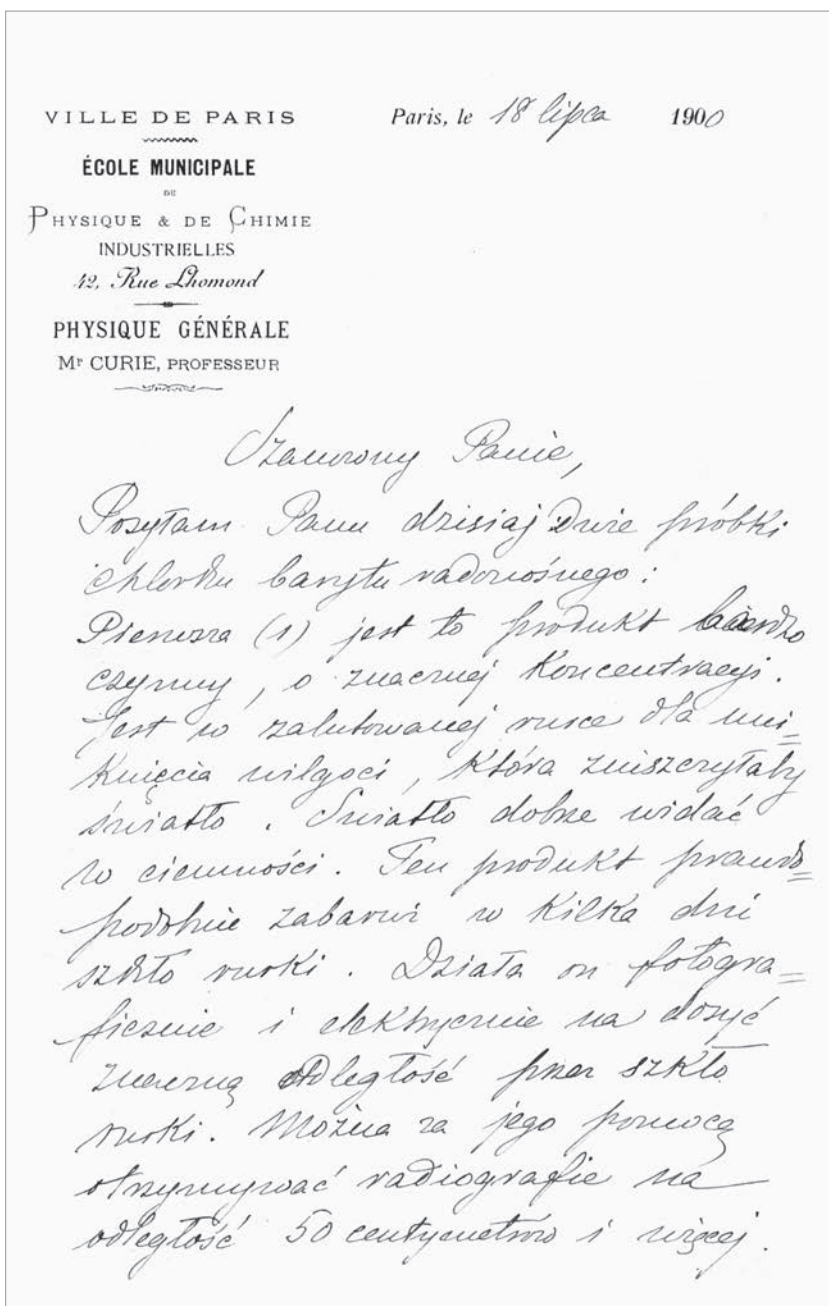 VILLE DE PARIS
Paris, le 18 lipca 1900
ÉCOLE MUNICIPALE
DE
PHYSIQUE & DE CHIMIE
INDUSTRIELLES
42, Rue Lhomond
PHYSIQUE GÉNÉRALE
Mr CURIE, PROFESSEUR
Szanowny Panie,
Posyłam Panu dzisiaj Dwie próbki
chlorku barytu radonośnego :
Pierwsza (1) jest to produkt bardzo
czynny, o znacznej Koncentracyi.
Jest w zalutowanej rurce dla uni=
Knięcia wilgoci, Która zniszczyłaby
światło. Światło dobrze widać
w ciemności. Ten produkt prawdo=
podobnie zabarwi w Kilka dni
szkło rurki. Działa on fotogra=
ficznie i elektrycznie na dosyć
znaczną odległość przez szkło
rurki. Można za jego pomocą
otrzymywać radiografie na
odległość 50 centymetrów i więcej.